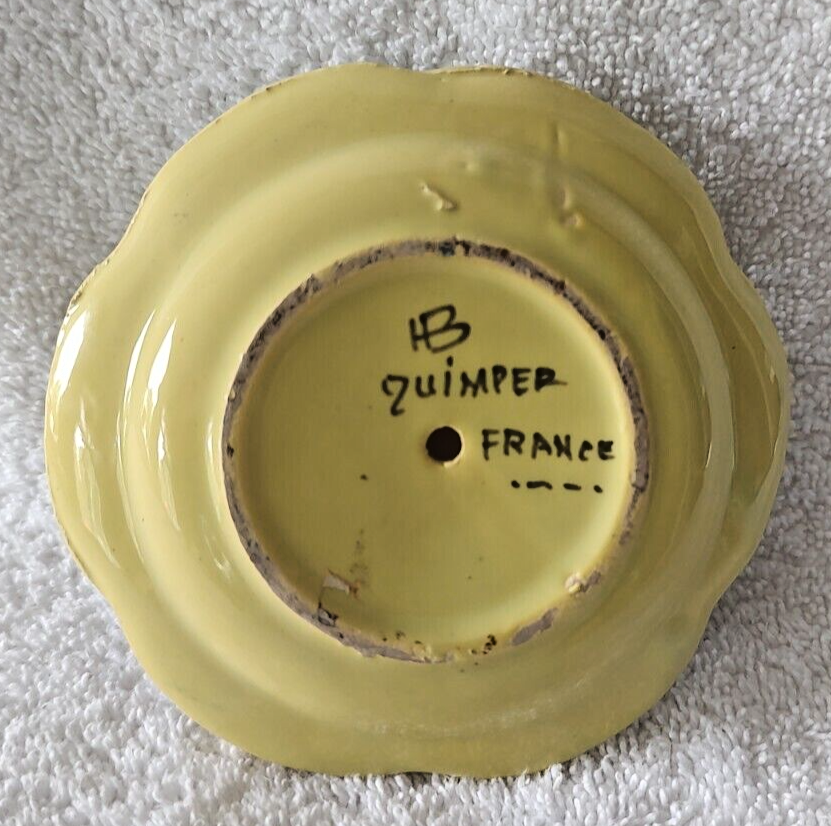 HB
QUIMPER
FRANCE
.---.